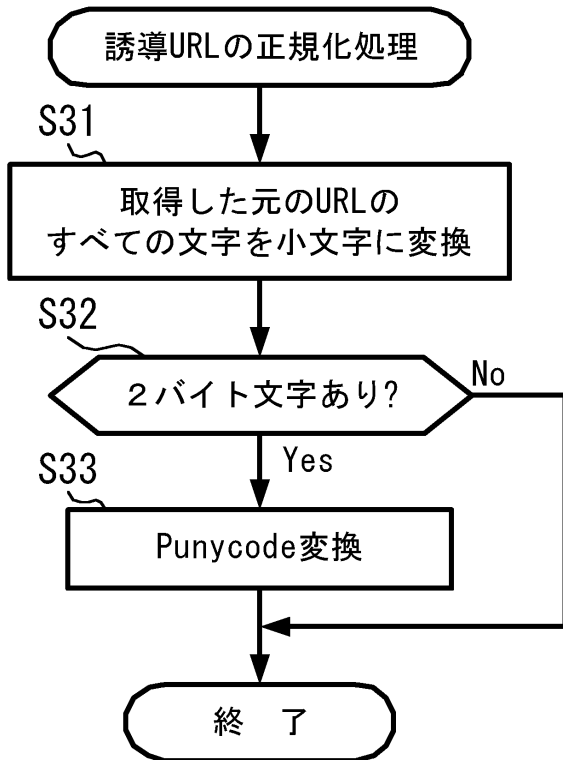 誘導URLの正規化処理
S31
取得した元のURLの
すべての文字を小文字に変換
S32
２バイト文字あり?
No
Yes
S33
Punycode変換
終　了